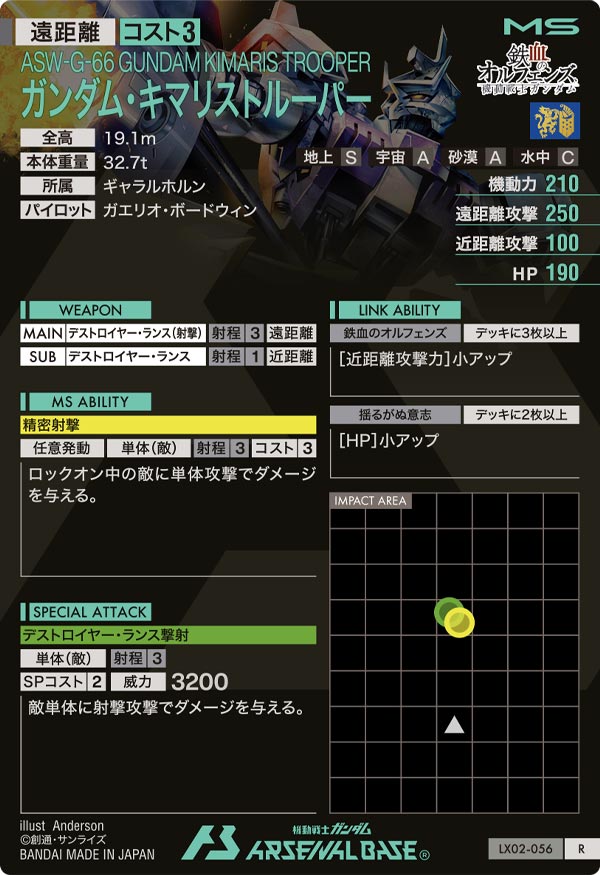 遠距離 コスト3
MS
ASW-G-66 GUNDAM KIMARIS TROOPER
ガンダム・キマリストルーパー
鉄血の
オルフェンズ
機動戦士ガンダム
全高 19.1m
本体重量 32.7t
所属 ギャラルホルン
パイロット ガエリオ・ボードウィン
地上 S 宇宙 A 砂漠 A 水中 C
機動力 210
遠距離攻撃 250
近距離攻撃 100
HP 190
WEAPON
MAIN デストロイヤー・ランス(射撃) 射程 3 遠距離
SUB デストロイヤー・ランス 射程 1 近距離
MS ABILITY
精密射撃
任意発動 単体(敵) 射程 3 コスト 3
ロックオン中の敵に単体攻撃でダメージ
を与える。
SPECIAL ATTACK
デストロイヤー・ランス撃射
単体(敵) 射程 3
SPコスト 2 威力 3200
敵単体に射撃攻撃でダメージを与える。
LINK ABILITY
鉄血のオルフェンズ デッキに3枚以上
[近距離攻撃力]小アップ
揺るがぬ意志 デッキに2枚以上
[HP]小アップ
IMPACT AREA
illust Anderson
©創通・サンライズ
BANDAI MADE IN JAPAN
AB
機動戦士ガンダム
ARSENAL BASE®
LX02-056 R